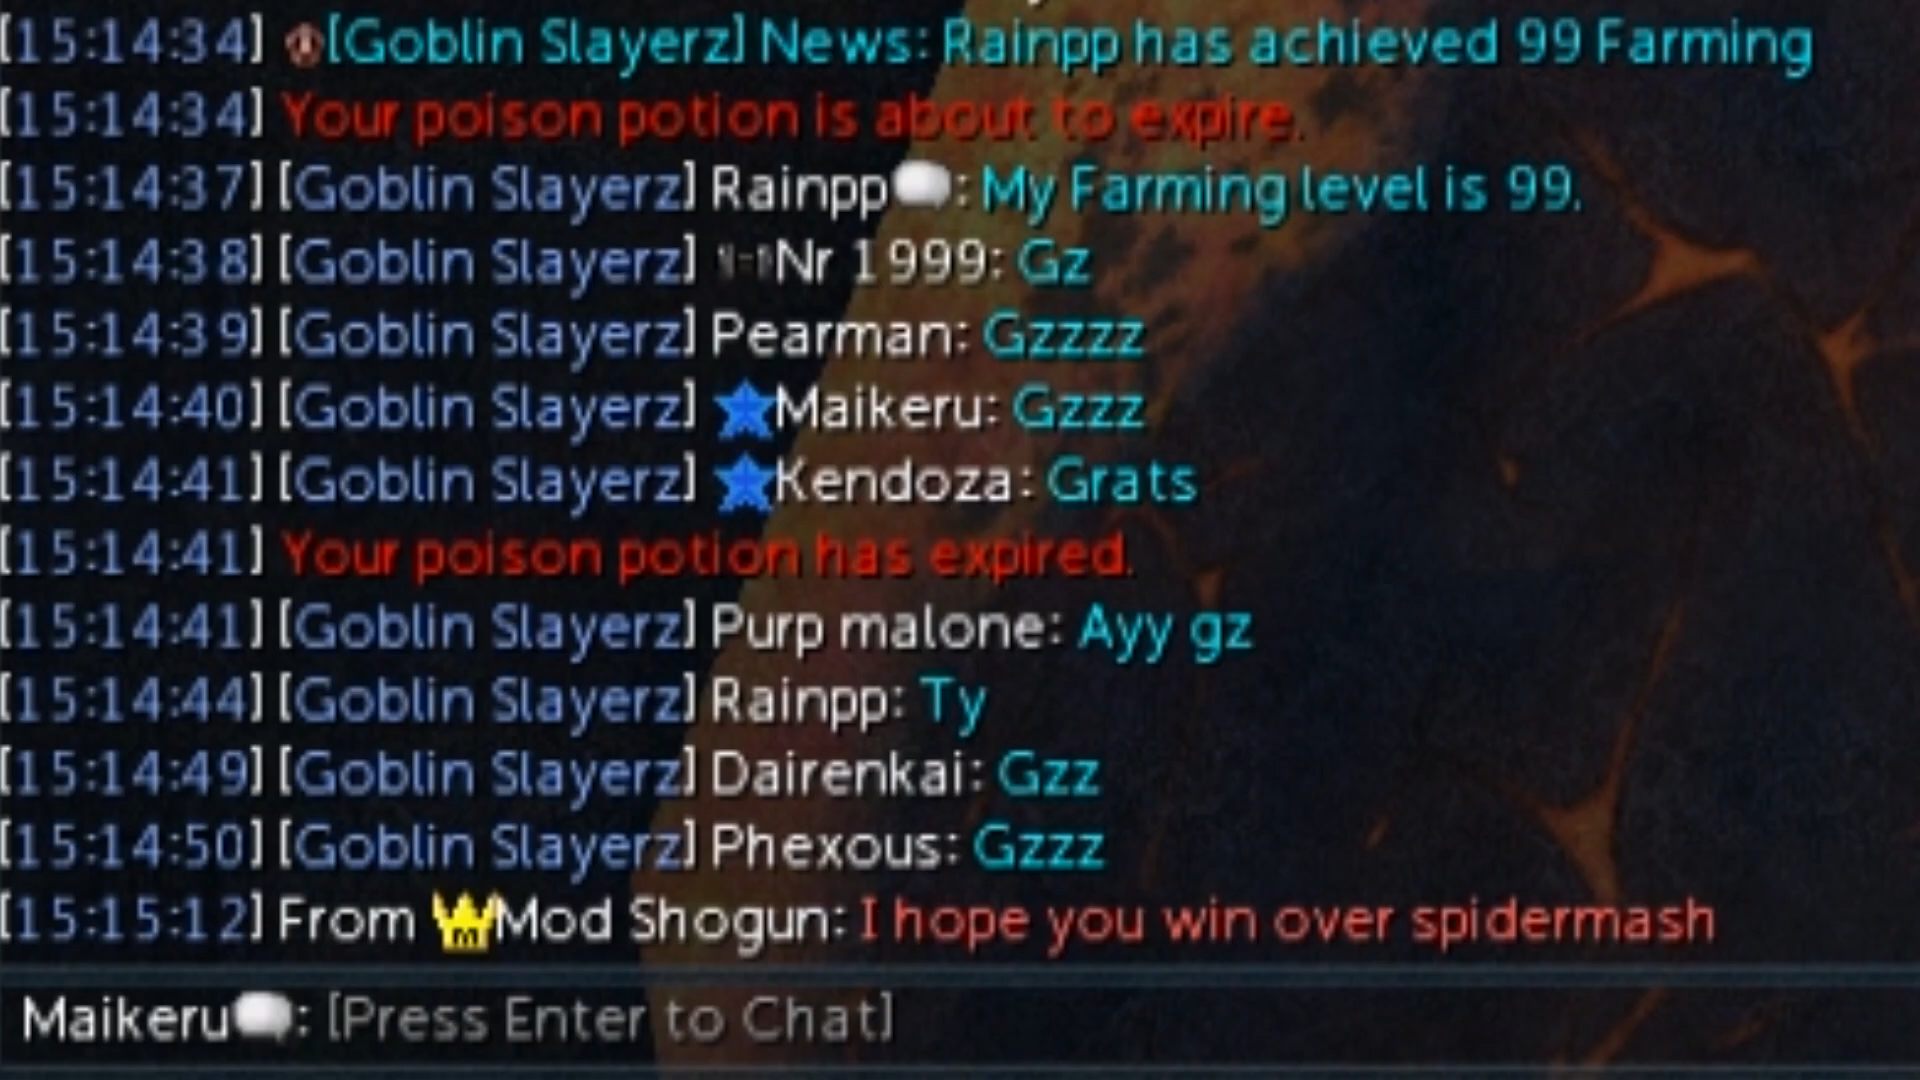 [15:14:34] [Goblin Slayerz] News: Rainpp has achieved 99 Farming
[15:14:34] Your poison potion is about to expire.
[15:14:37] [Goblin Slayerz] Rainpp: My Farming level is 99.
[15:14:38] [Goblin Slayerz] Nr 1999: Gz
[15:14:39] [Goblin Slayerz] Pearman: Gzzzz
[15:14:40] [Goblin Slayerz] Maikeru: Gzzz
[15:14:41] [Goblin Slayerz] Kendoza: Grats
[15:14:41] Your poison potion has expired.
[15:14:41] [Goblin Slayerz] Purp malone: Ayy gz
[15:14:44] [Goblin Slayerz] Rainpp: Ty
[15:14:49] [Goblin Slayerz] Dairenkai: Gzz
[15:14:50] [Goblin Slayerz] Phexous: Gzzz
[15:15:12] From Mod Shogun: I hope you win over spidermash
Maikeru: [Press Enter to Chat]